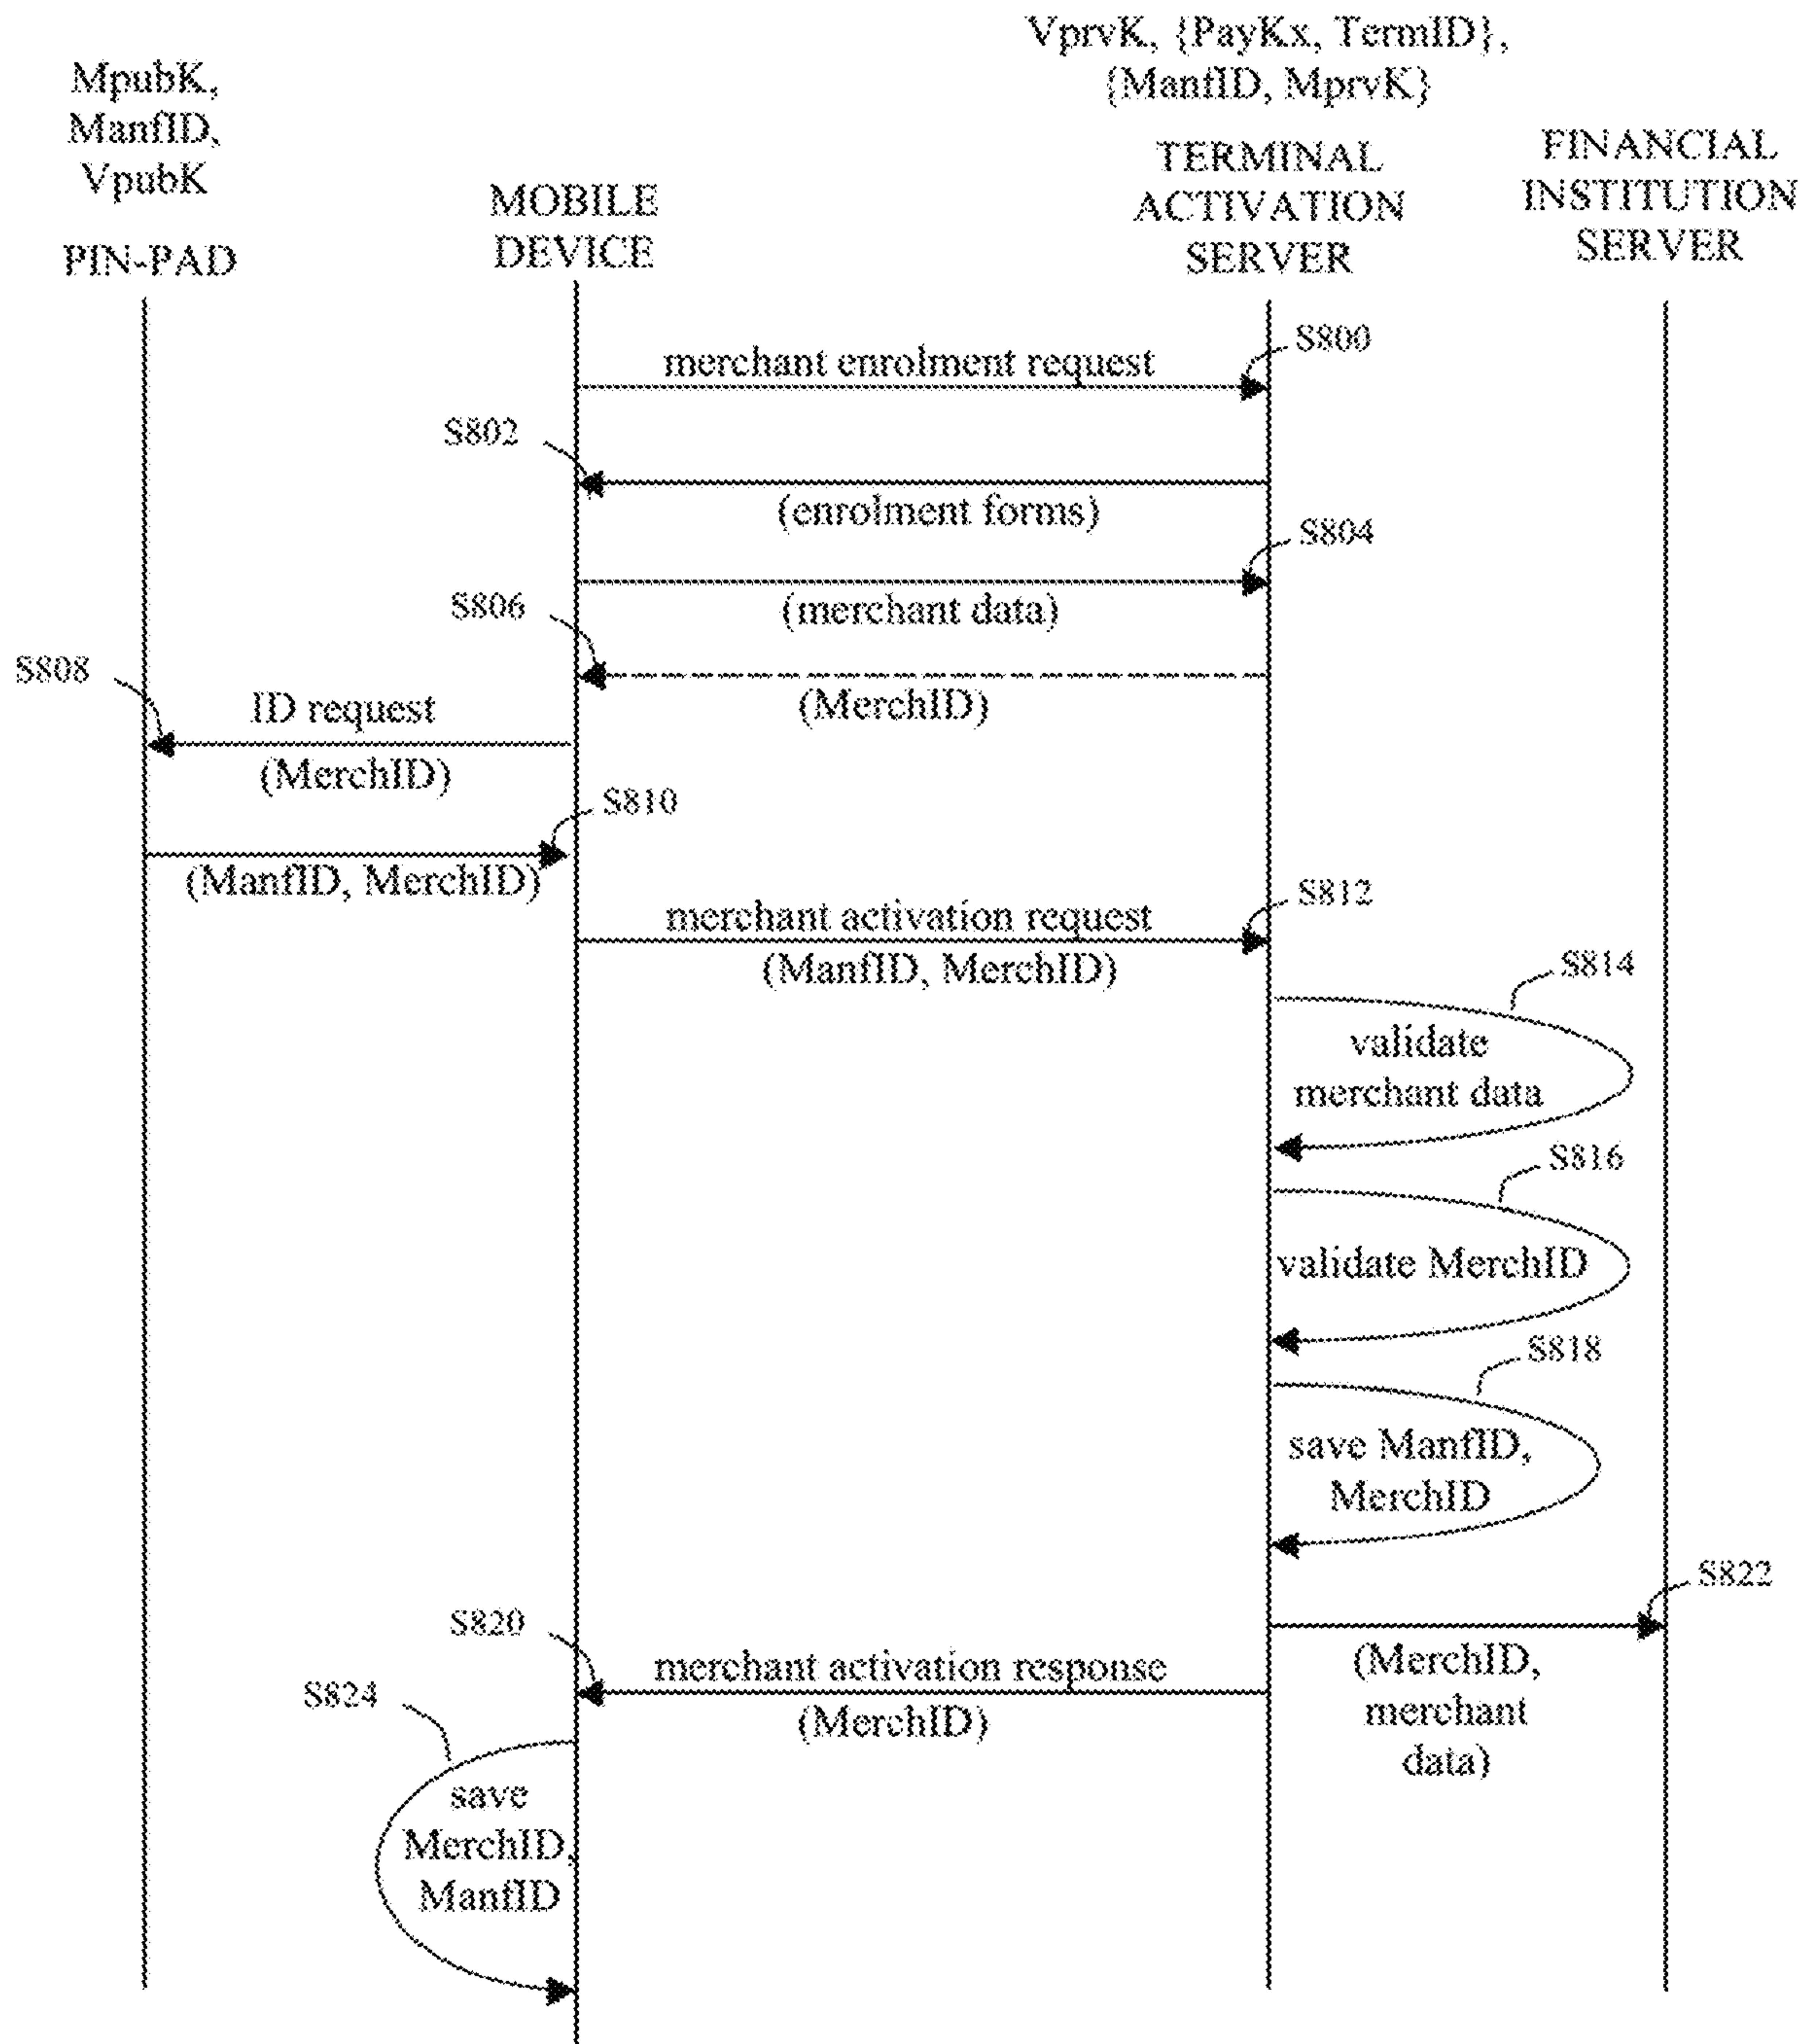 VprvK, {PayKx, TermID},
{ManfID, MprvK}
MpubK,
ManfID,
VpubK
PIN-PAD
MOBILE
DEVICE
TERMINAL
ACTIVATION
SERVER
FINANCIAL
INSTITUTION
SERVER
S800
merchant enrolment request
S802
(enrolment forms)
S804
(merchant data)
S806
(MerchID)
S808
ID request
(MerchID)
S810
(ManfID, MerchID)
S812
merchant activation request
(ManfID, MerchID)
S814
validate
merchant data
S816
validate MerchID
S818
save ManfID,
MerchID
S822
(MerchID,
merchant
data)
S820
merchant activation response
(MerchID)
S824
save
MerchID,
ManfID